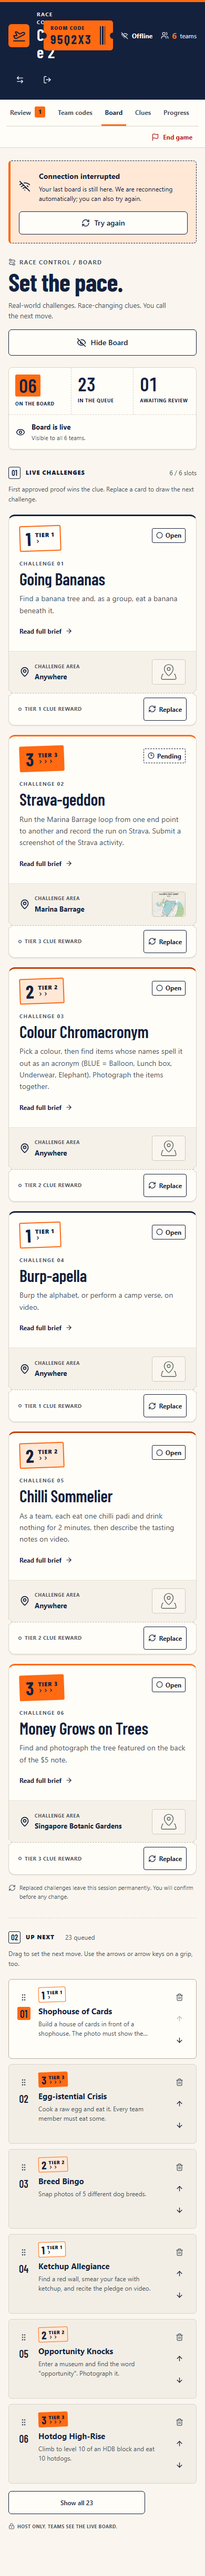 RACE
CO
C
e 2
ROOM CODE
95Q2X3
Offline
6 teams
Review 1
Team codes
Board
Clues
Progress
End game
Connection interrupted
Your last board is still here. We are reconnecting
automatically; you can also try again.
Try again
RACE CONTROL / BOARD
Set the pace.
Real-world challenges. Race-changing clues. You call
the next move.
Hide Board
06
ON THE BOARD
23
IN THE QUEUE
01
AWAITING REVIEW
Board is live
Visible to all 6 teams.
01 LIVE CHALLENGES
6 / 6 slots
First approved proof wins the clue. Replace a card to draw the next
challenge.
1 TIER 1
Open
CHALLENGE 01
Going Bananas
Find a banana tree and, as a group, eat a banana
beneath it.
Read full brief
CHALLENGE AREA
Anywhere
TIER 1 CLUE REWARD
Replace
3 TIER 3
Pending
CHALLENGE 02
Strava-geddon
Run the Marina Barrage loop from one end point
to another and record the run on Strava. Submit a
screenshot of the Strava activity.
Read full brief
CHALLENGE AREA
Marina Barrage
TIER 3 CLUE REWARD
Replace
2 TIER 2
Open
CHALLENGE 03
Colour Chromacronym
Pick a colour, then find items whose names spell it
out as an acronym (BLUE = Balloon, Lunch box,
Underwear, Elephant). Photograph the items
together.
Read full brief
CHALLENGE AREA
Anywhere
TIER 2 CLUE REWARD
Replace
1 TIER 1
Open
CHALLENGE 04
Burp-apella
Burp the alphabet, or perform a camp verse, on
video.
Read full brief
CHALLENGE AREA
Anywhere
TIER 1 CLUE REWARD
Replace
2 TIER 2
Open
CHALLENGE 05
Chilli Sommelier
As a team, each eat one chilli padi and drink
nothing for 2 minutes, then describe the tasting
notes on video.
Read full brief
CHALLENGE AREA
Anywhere
TIER 2 CLUE REWARD
Replace
3 TIER 3
Open
CHALLENGE 06
Money Grows on Trees
Find and photograph the tree featured on the back
of the $5 note.
Read full brief
CHALLENGE AREA
Singapore Botanic Gardens
TIER 3 CLUE REWARD
Replace
Replaced challenges leave this session permanently. You will confirm
before any change.
02 UP NEXT 23 queued
Drag to set the next move. Use the arrows or arrow keys on a grip,
too.
1 TIER 1
01
Shophouse of Cards
Build a house of cards in front of a
shophouse. The photo must show the...
3 TIER 3
02
Egg-istential Crisis
Cook a raw egg and eat it. Every team
member must eat some.
2 TIER 2
03
Breed Bingo
Snap photos of 5 different dog breeds.
1 TIER 1
04
Ketchup Allegiance
Find a red wall, smear your face with
ketchup, and recite the pledge on video.
2 TIER 2
05
Opportunity Knocks
Enter a museum and find the word
"opportunity". Photograph it.
3 TIER 3
06
Hotdog High-Rise
Climb to level 10 of an HDB block and eat
10 hotdogs.
Show all 23
HOST ONLY. TEAMS SEE THE LIVE BOARD.